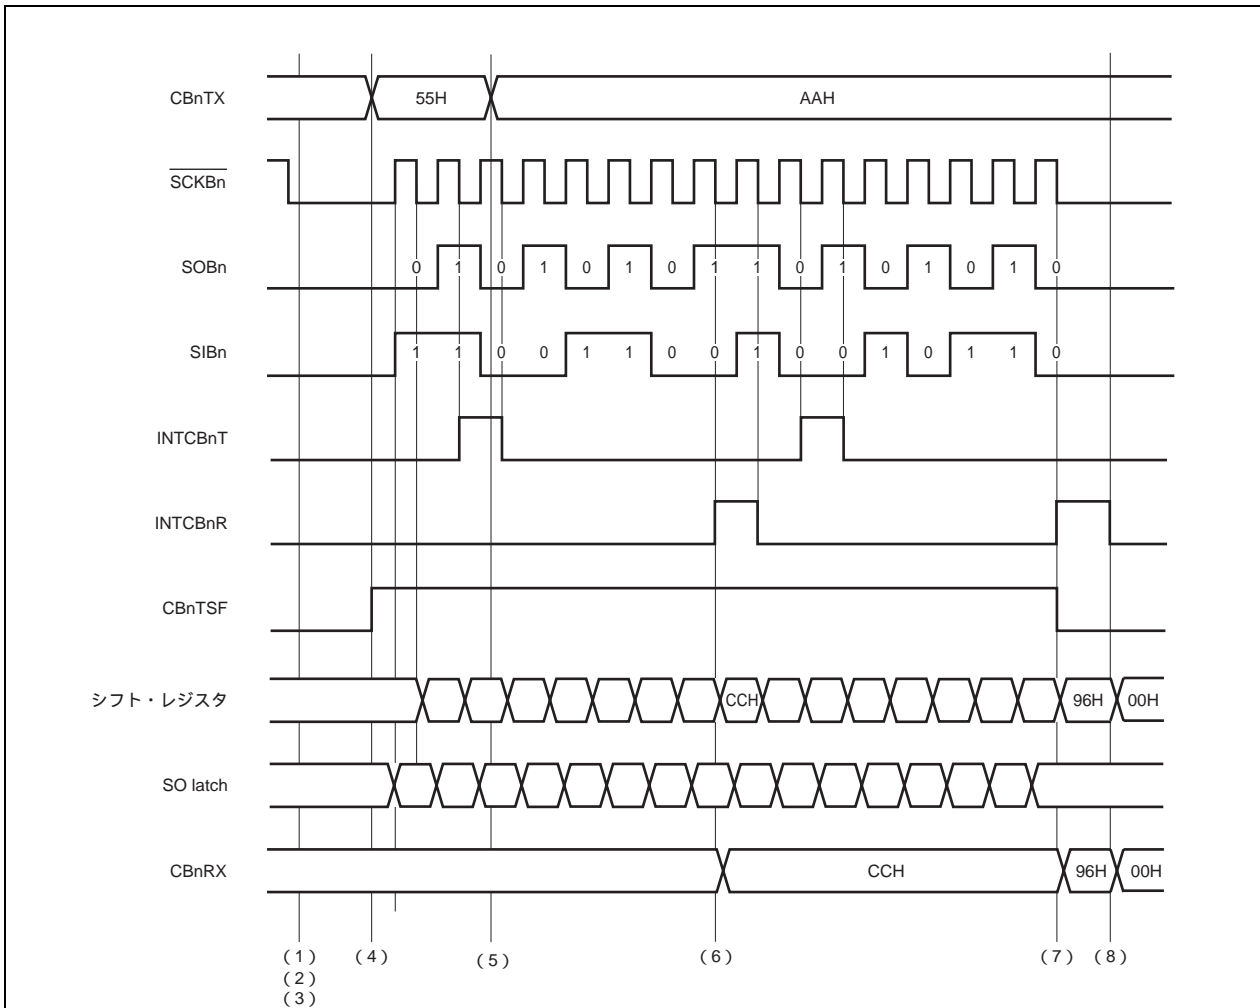 CBnTX 55H AAH
SCKBn
SOBn 0 1 0 1 0 1 0 1 1 0 1 0 1 0 1 0
SIBn 1 1 0 0 1 1 0 0 1 0 0 1 0 1 1 0
INTCBnT
INTCBnR
CBnTSF
シフト・レジスタ CCH 96H 00H
SO latch
CBnRX CCH 96H 00H
(1) (4) (5) (6) (7) (8)
(2)
(3)